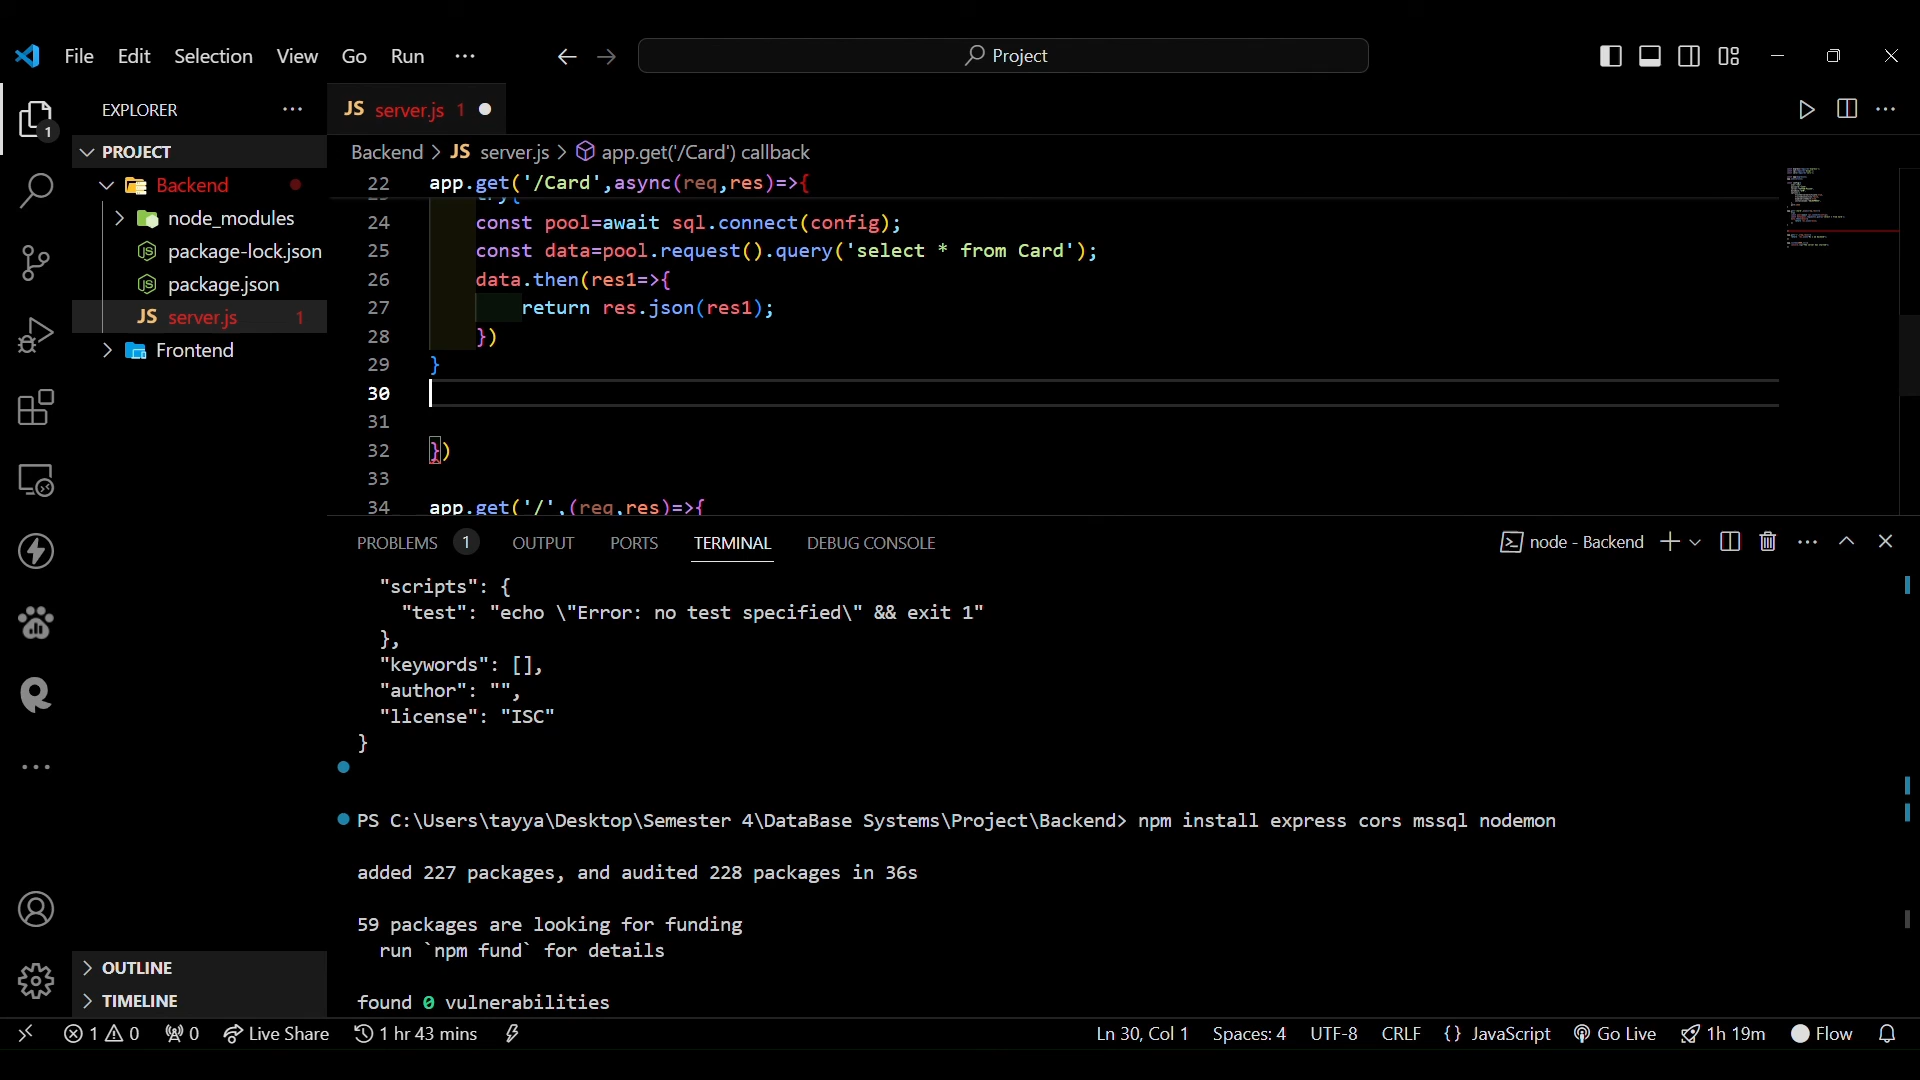 File Edit Selection View Go Run ···
Project
EXPLORER ···
JS server.js 1
1
PROJECT
Backend > JS server.js > app.get('/Card') callback
Backend
22 app.get('/Card',async(req,res)=>{
try{
node_modules
24 const pool=await sql.connect(config);
package-lock.json
25 const data=pool.request().query('select * from Card');
package.json
26 data.then(res1=>{
JS server.js 1
27 return res.json(res1);
28 })
Frontend
29 }
30
31
32 })
33
34 app.get('/',(req,res)=>{
PROBLEMS 1 OUTPUT PORTS TERMINAL DEBUG CONSOLE
node - Backend
"scripts": {
"test": "echo \"Error: no test specified\" && exit 1"
},
"keywords": [],
"author": "",
"license": "ISC"
}
PS C:\Users\tayya\Desktop\Semester 4\DataBase Systems\Project\Backend> npm install express cors mssql nodemon
added 227 packages, and audited 228 packages in 36s
59 packages are looking for funding
run `npm fund` for details
found 0 vulnerabilities
OUTLINE
TIMELINE
1 0 0 Live Share 1 hr 43 mins
Ln 30, Col 1 Spaces: 4 UTF-8 CRLF {} JavaScript Go Live 1h 19m Flow